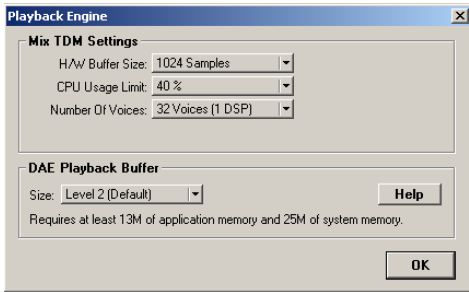 Playback Engine
Mix TDM Settings
H/W Buffer Size: 1024 Samples
CPU Usage Limit: 40 %
Number Of Voices: 32 Voices (1 DSP)
DAE Playback Buffer
Size: Level 2 (Default)
Help
Requires at least 13M of application memory and 25M of system memory.
OK